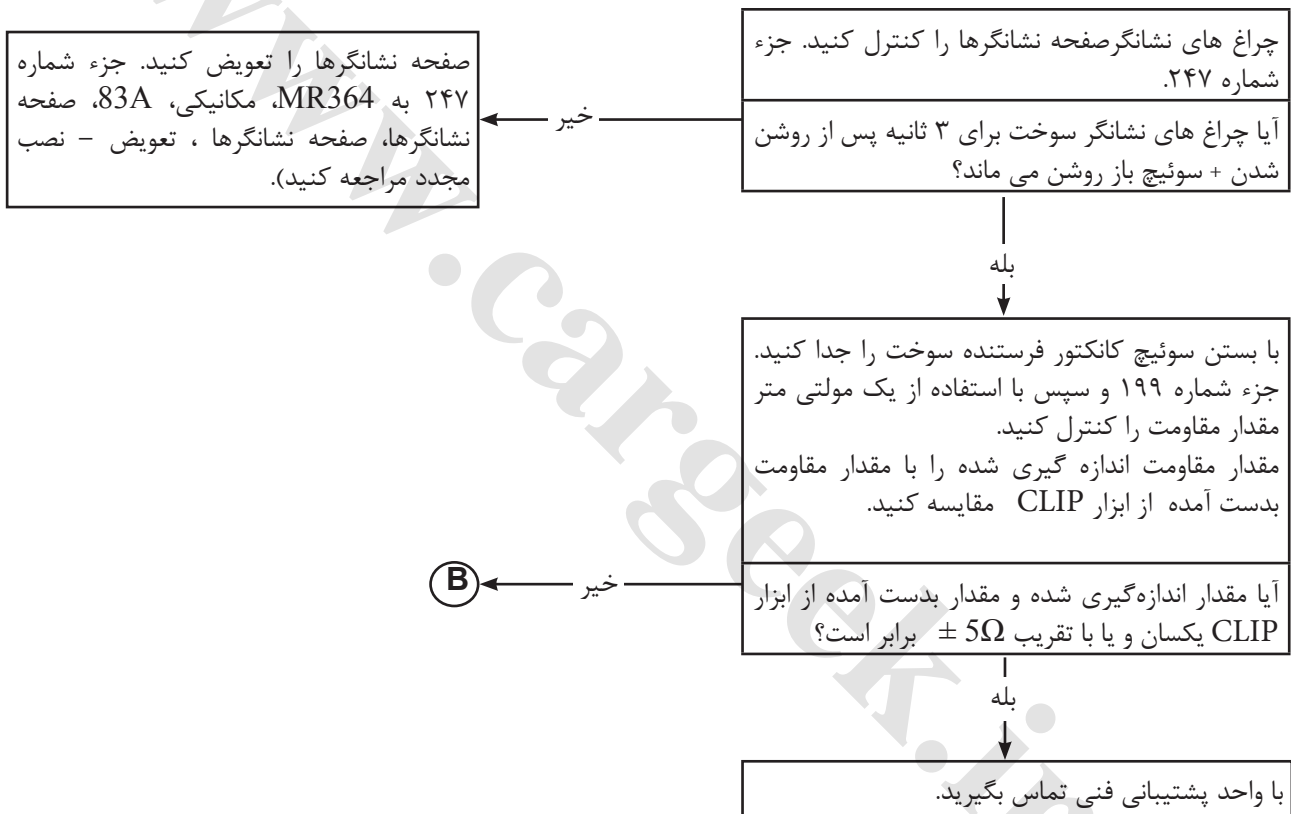 چراغ های نشانگرصفحه نشانگرها را کنترل کنید. جزء
شماره ۲۴۷.
آیا چراغ های نشانگر سوخت برای ۳ ثانیه پس از روشن
شدن + سوئیچ باز روشن می ماند؟
خیر
صفحه نشانگرها را تعویض کنید. جزء شماره
۲۴۷ به MR364، مکانیکی، 83A، صفحه
نشانگرها، صفحه نشانگرها ، تعویض – نصب
مجدد مراجعه کنید).
بله
با بستن سوئیچ کانکتور فرستنده سوخت را جدا کنید.
جزء شماره ۱۹۹ و سپس با استفاده از یک مولتی متر
مقدار مقاومت را کنترل کنید.
مقدار مقاومت اندازه گیری شده را با مقدار مقاومت
بدست آمده از ابزار CLIP مقایسه کنید.
آیا مقدار اندازه‌گیری شده و مقدار بدست آمده از ابزار
CLIP یکسان و یا با تقریب 5Ω ± برابر است؟
خیر
B
بله
با واحد پشتیبانی فنی تماس بگیرید.
www.cargeek.ir